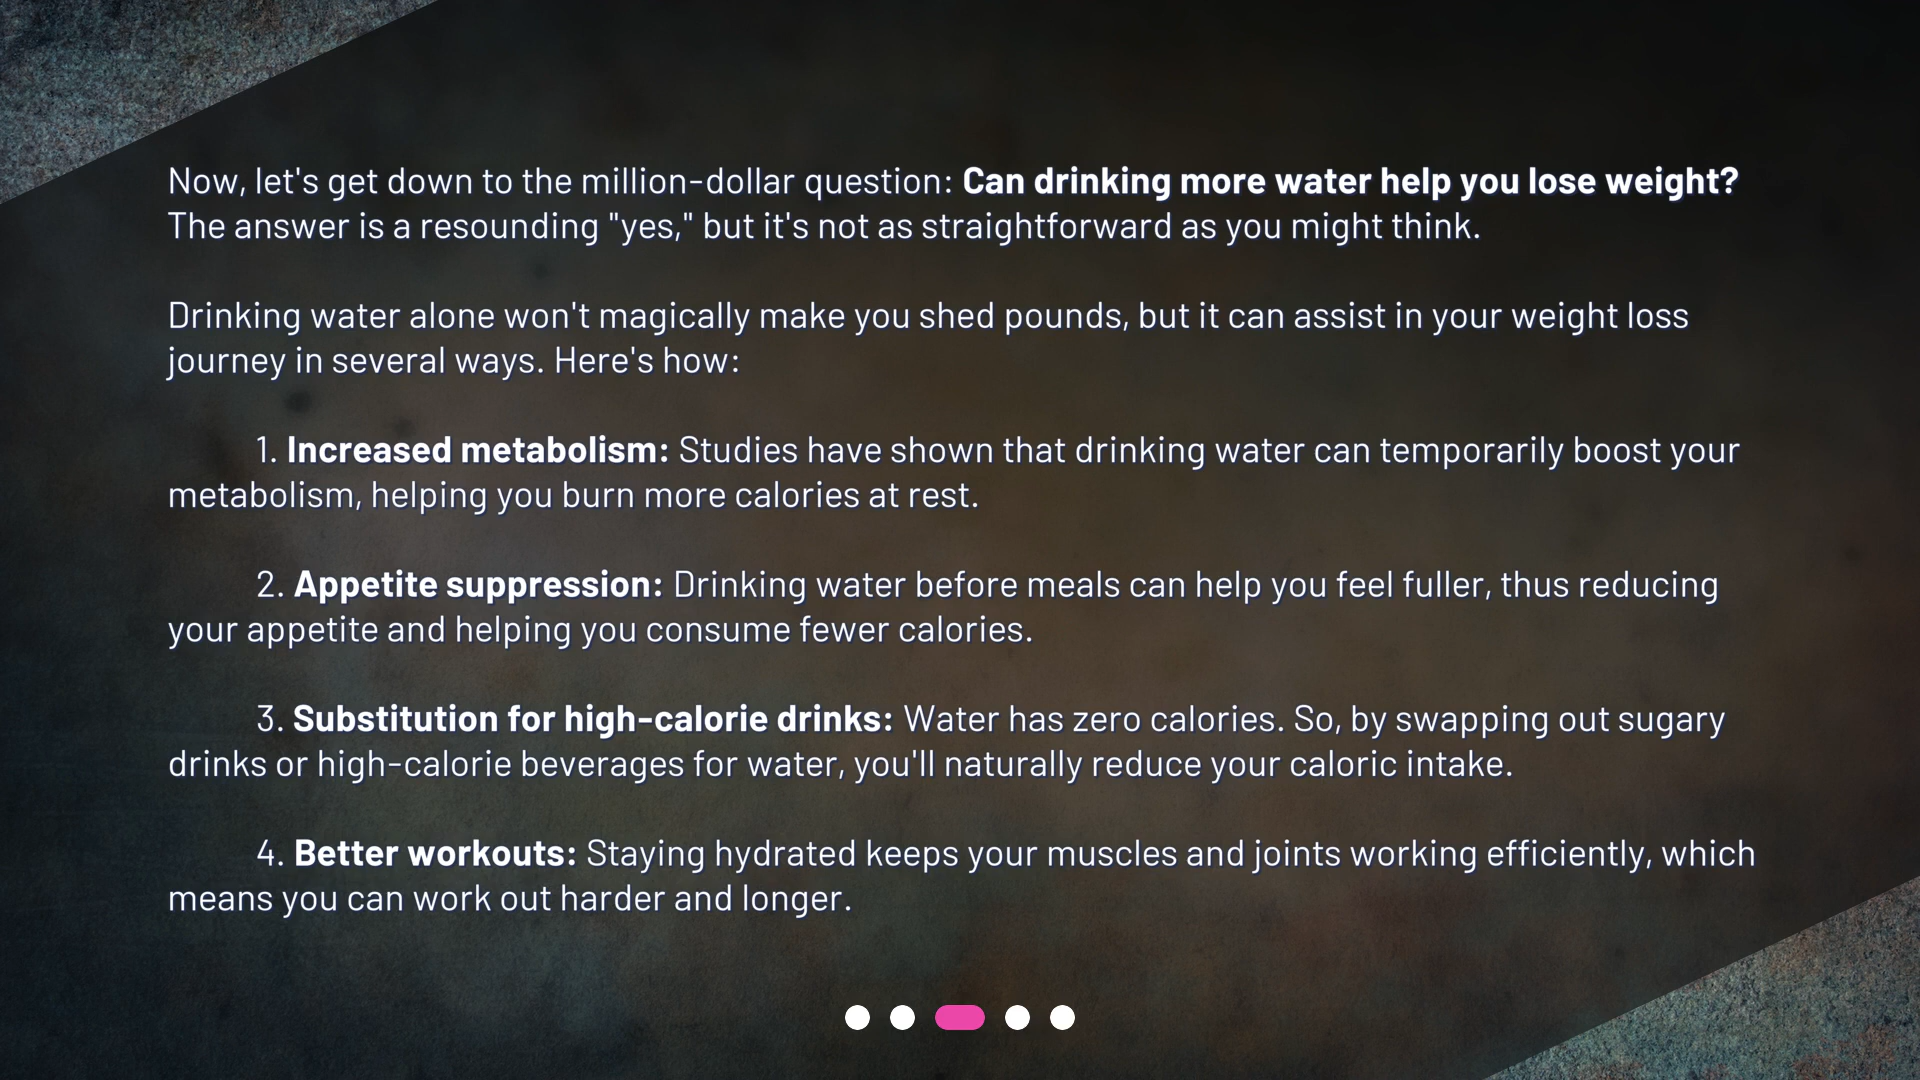 Now, let's get down to the million-dollar question: Can drinking more water help you lose weight?
The answer is a resounding "yes," but it's not as straightforward as you might think.
Drinking water alone won't magically make you shed pounds, but it can assist in your weight loss
journey in several ways. Here's how:
1. Increased metabolism: Studies have shown that drinking water can temporarily boost your
metabolism, helping you burn more calories at rest.
2. Appetite suppression: Drinking water before meals can help you feel fuller, thus reducing
your appetite and helping you consume fewer calories.
3. Substitution for high-calorie drinks: Water has zero calories. So, by swapping out sugary
drinks or high-calorie beverages for water, you'll naturally reduce your caloric intake.
4. Better workouts: Staying hydrated keeps your muscles and joints working efficiently, which
means you can work out harder and longer.